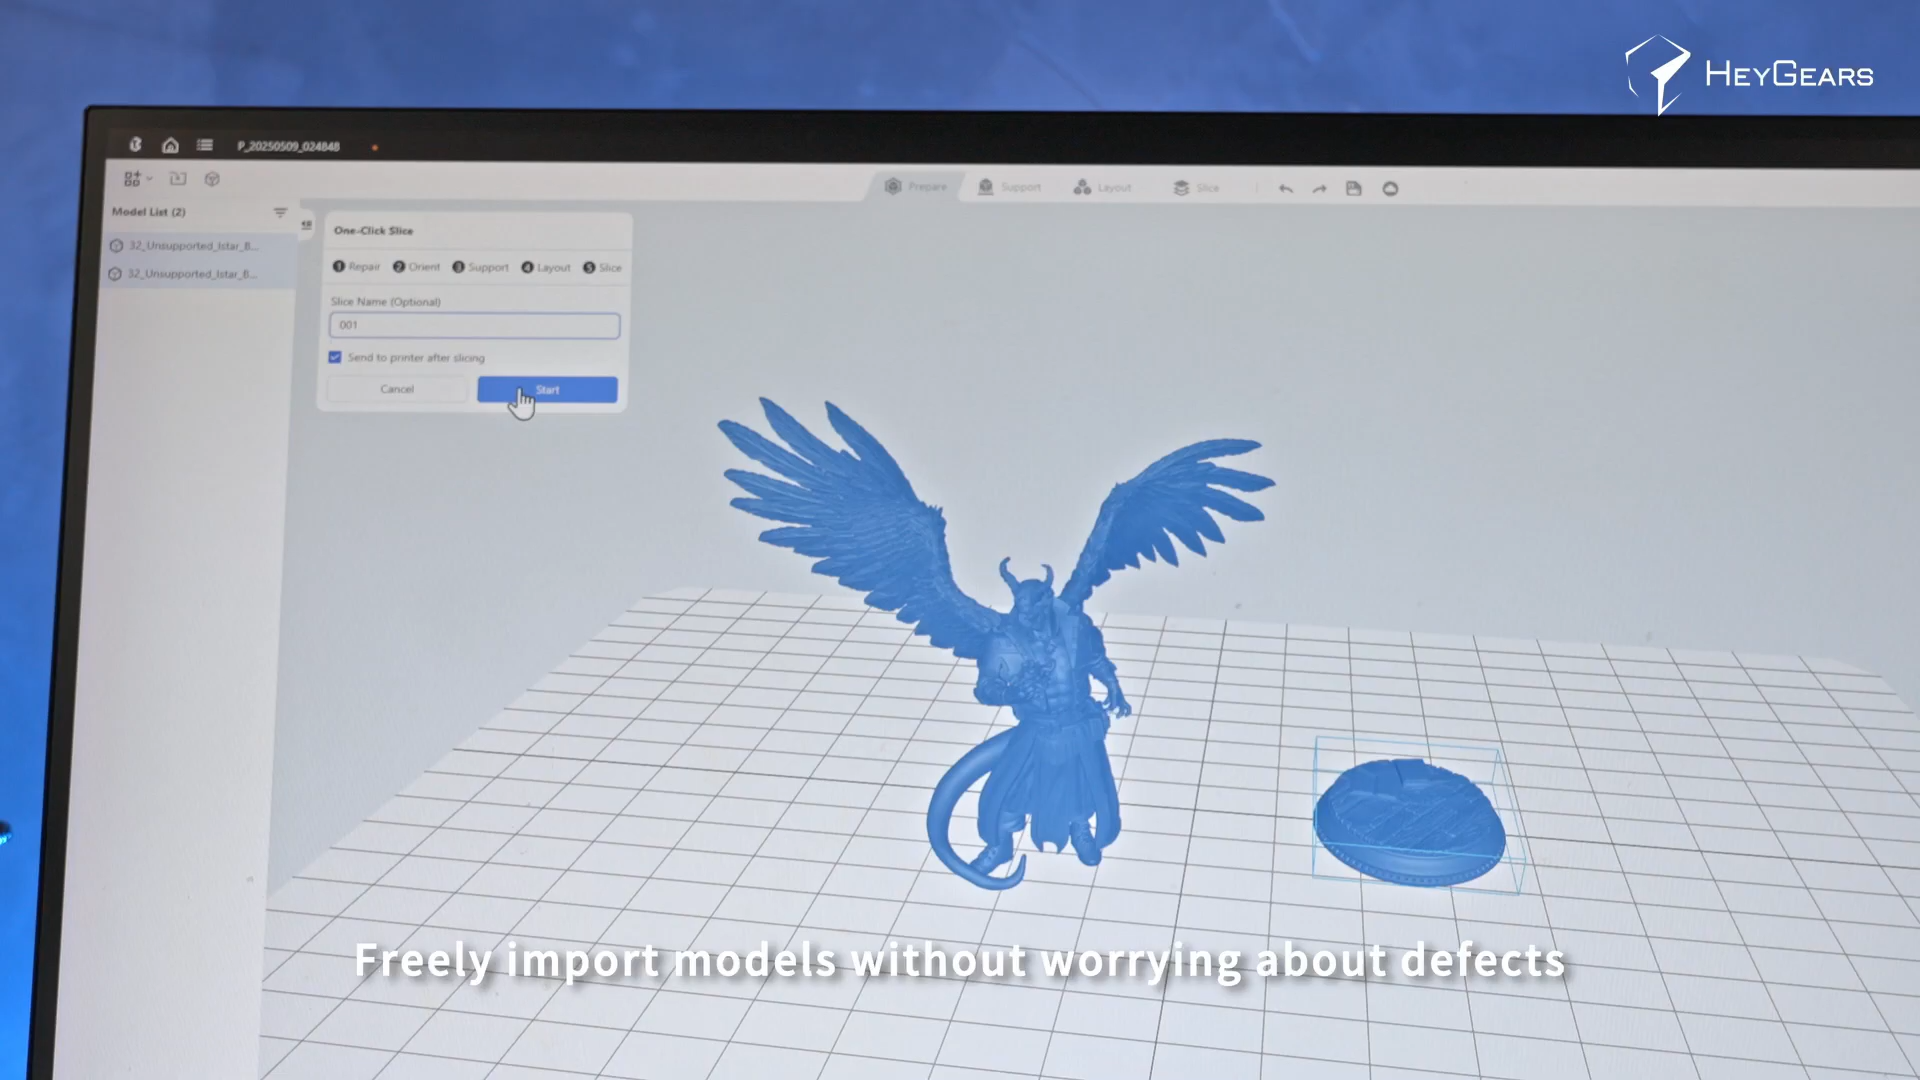 HEYGEARS
P_20250509_024848
Prepare
Support
Layout
Slice
Model List (2)
32_Unsupported_Istar_B...
32_Unsupported_Istar_B...
One-Click Slice
1 Repair 2 Orient 3 Support 4 Layout 5 Slice
Slice Name (Optional)
001
Send to printer after slicing
Cancel
Start
Freely import models without worrying about defects